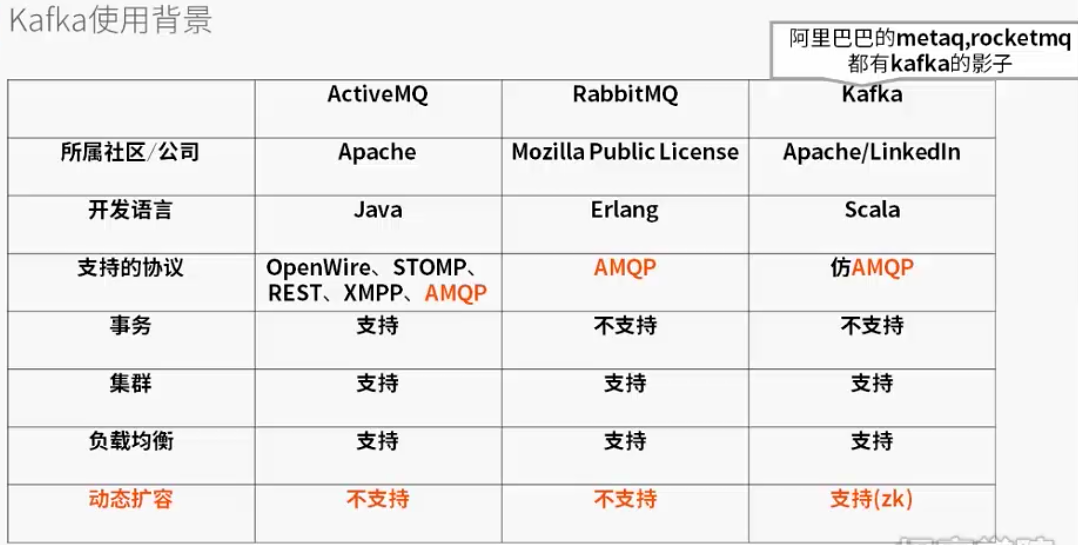 Kafka使用背景
阿里巴巴的metaq,rocketmq
都有kafka的影子
ActiveMQ RabbitMQ Kafka
所属社区/公司 Apache Mozilla Public License Apache/LinkedIn
开发语言 Java Erlang Scala
支持的协议 OpenWire、STOMP、 AMQP 仿AMQP
REST、XMPP、AMQP
事务 支持 不支持 不支持
集群 支持 支持 支持
负载均衡 支持 支持 支持
动态扩容 不支持 不支持 支持(zk)